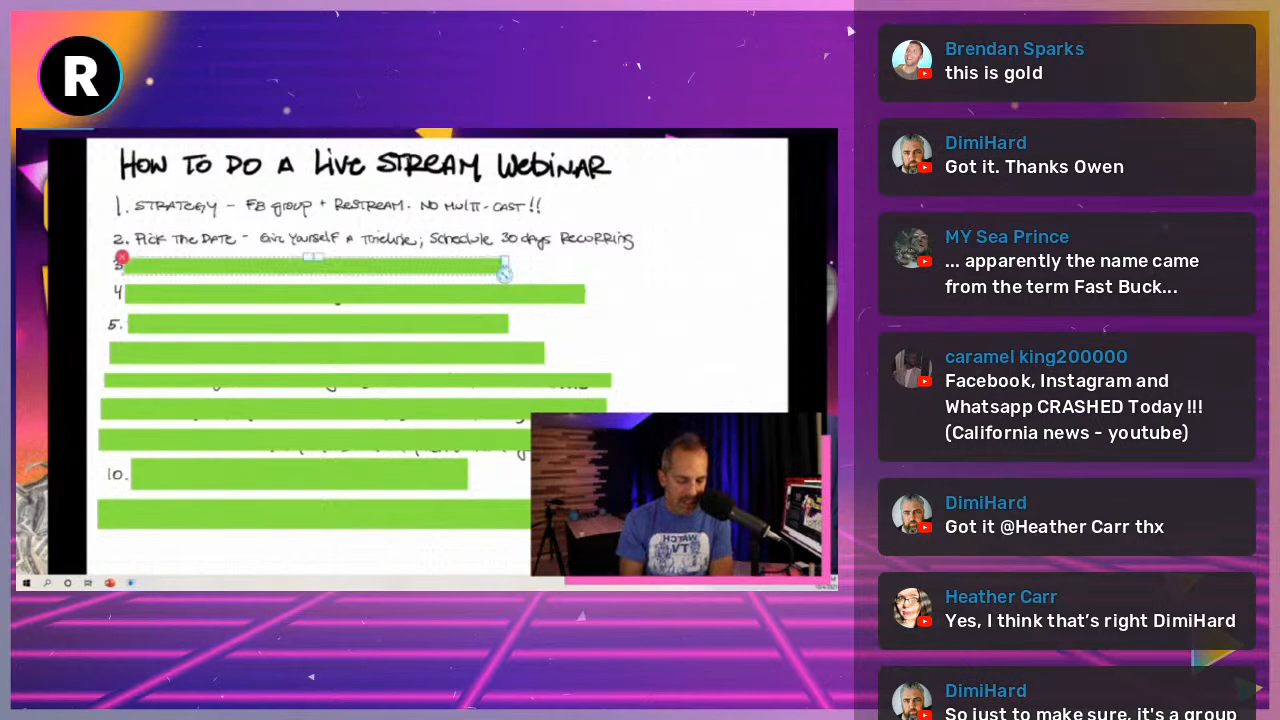 R
HOW TO DO A LIVE STREAM WEBINAR
1. STRATEGY - FB GROUP + RESTREAM. NO MULTI-CAST!!
2. PICK THE DATE - GIVE YOURSELF A TIMELINE; SCHEDULE 30 DAYS RECORRING
3
4
5.
10.
Brendan Sparks
this is gold
DimiHard
Got it. Thanks Owen
MY Sea Prince
... apparently the name came
from the term Fast Buck...
caramel king200000
Facebook, Instagram and
Whatsapp CRASHED Today !!!
(California news - youtube)
DimiHard
Got it @Heather Carr thx
Heather Carr
Yes, I think that’s right DimiHard
DimiHard
So just to make sure, it's a group